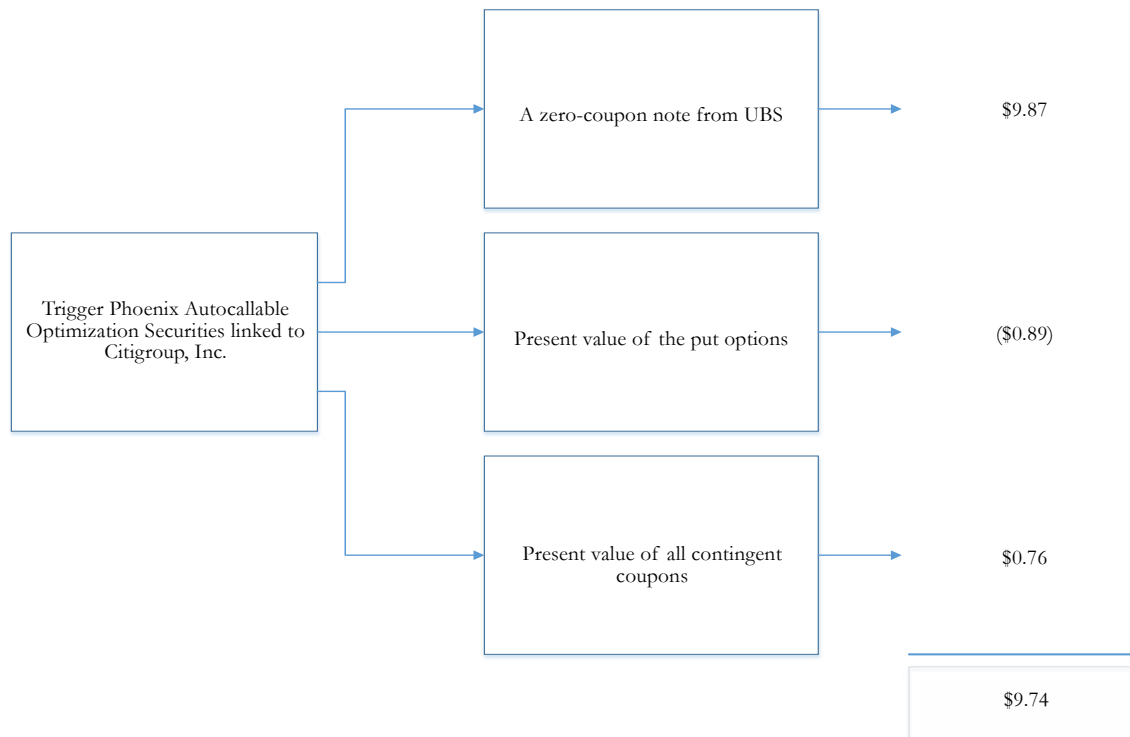 A zero-coupon note from UBS
$9.87
Trigger Phoenix Autocallable
Optimization Securities linked to
Citigroup, Inc.
Present value of the put options
($0.89)
Present value of all contingent
coupons
$0.76
$9.74